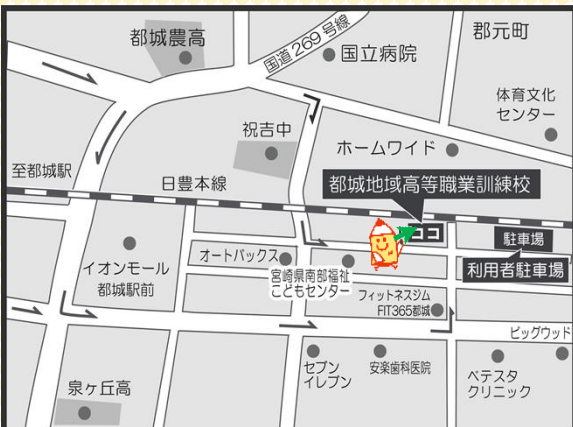 都城農高
国道269号線
国立病院
郡元町
体育文化
センター
祝吉中
ホームワイド
至都城駅
日豊本線
都城地域高等職業訓練校
ココ
駐車場
利用者駐車場
イオンモール
都城駅前
オートバックス
宮崎県南部福祉
こどもセンター
フィットネスジム
FIT365都城
ビッグウッド
セブン
イレブン
安楽歯科医院
ベテスタ
クリニック
泉ヶ丘高